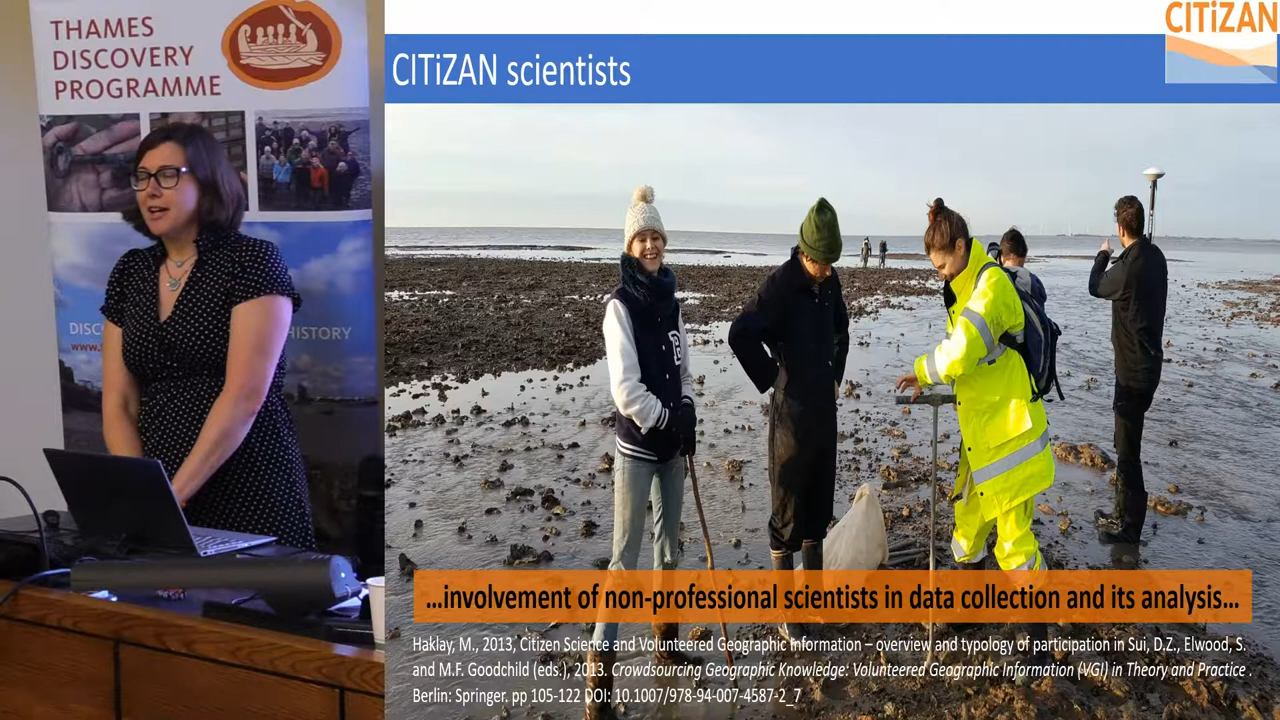 THAMES
DISCOVERY
PROGRAMME
HISTORY
www.
CITiZAN
CITiZAN scientists
R
...involvement of non-professional scientists in data collection and its analysis...
Haklay, M., 2013, Citizen Science and Volunteered Geographic Information – overview and typology of participation in Sui, D.Z., Elwood, S.
and M.F. Goodchild (eds.), 2013. Crowdsourcing Geographic Knowledge: Volunteered Geographic Information (VGI) in Theory and Practice .
Berlin: Springer. pp 105-122 DOI: 10.1007/978-94-007-4587-2_7